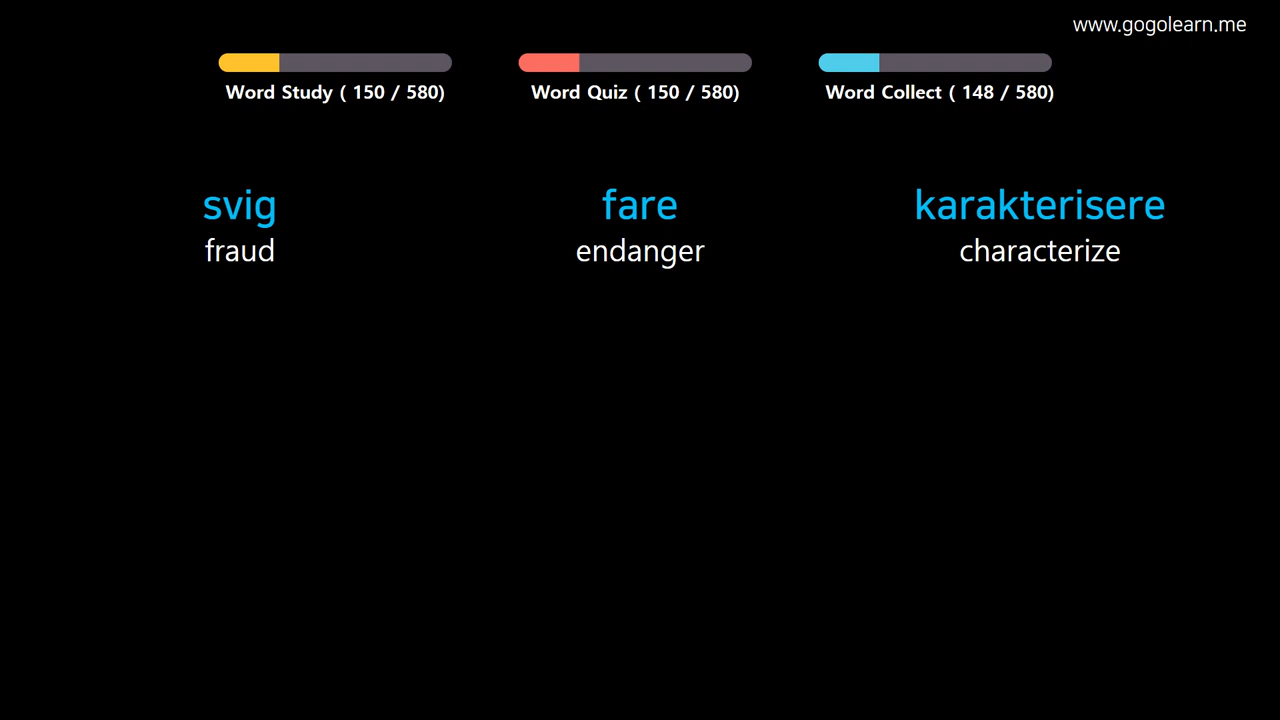 www.gogolearn.me
Word Study ( 150 / 580)
Word Quiz ( 150 / 580)
Word Collect ( 148 / 580)
svig
fraud
fare
endanger
karakterisere
characterize